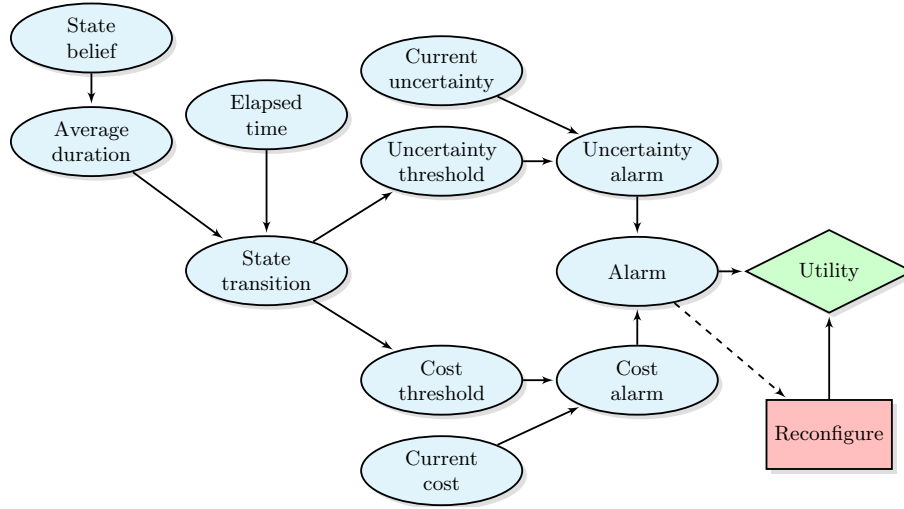 State
belief
Current
uncertainty
Elapsed
time
Average
duration
Uncertainty
threshold
Uncertainty
alarm
State
transition
Alarm
Utility
Cost
threshold
Cost
alarm
Reconfigure
Current
cost